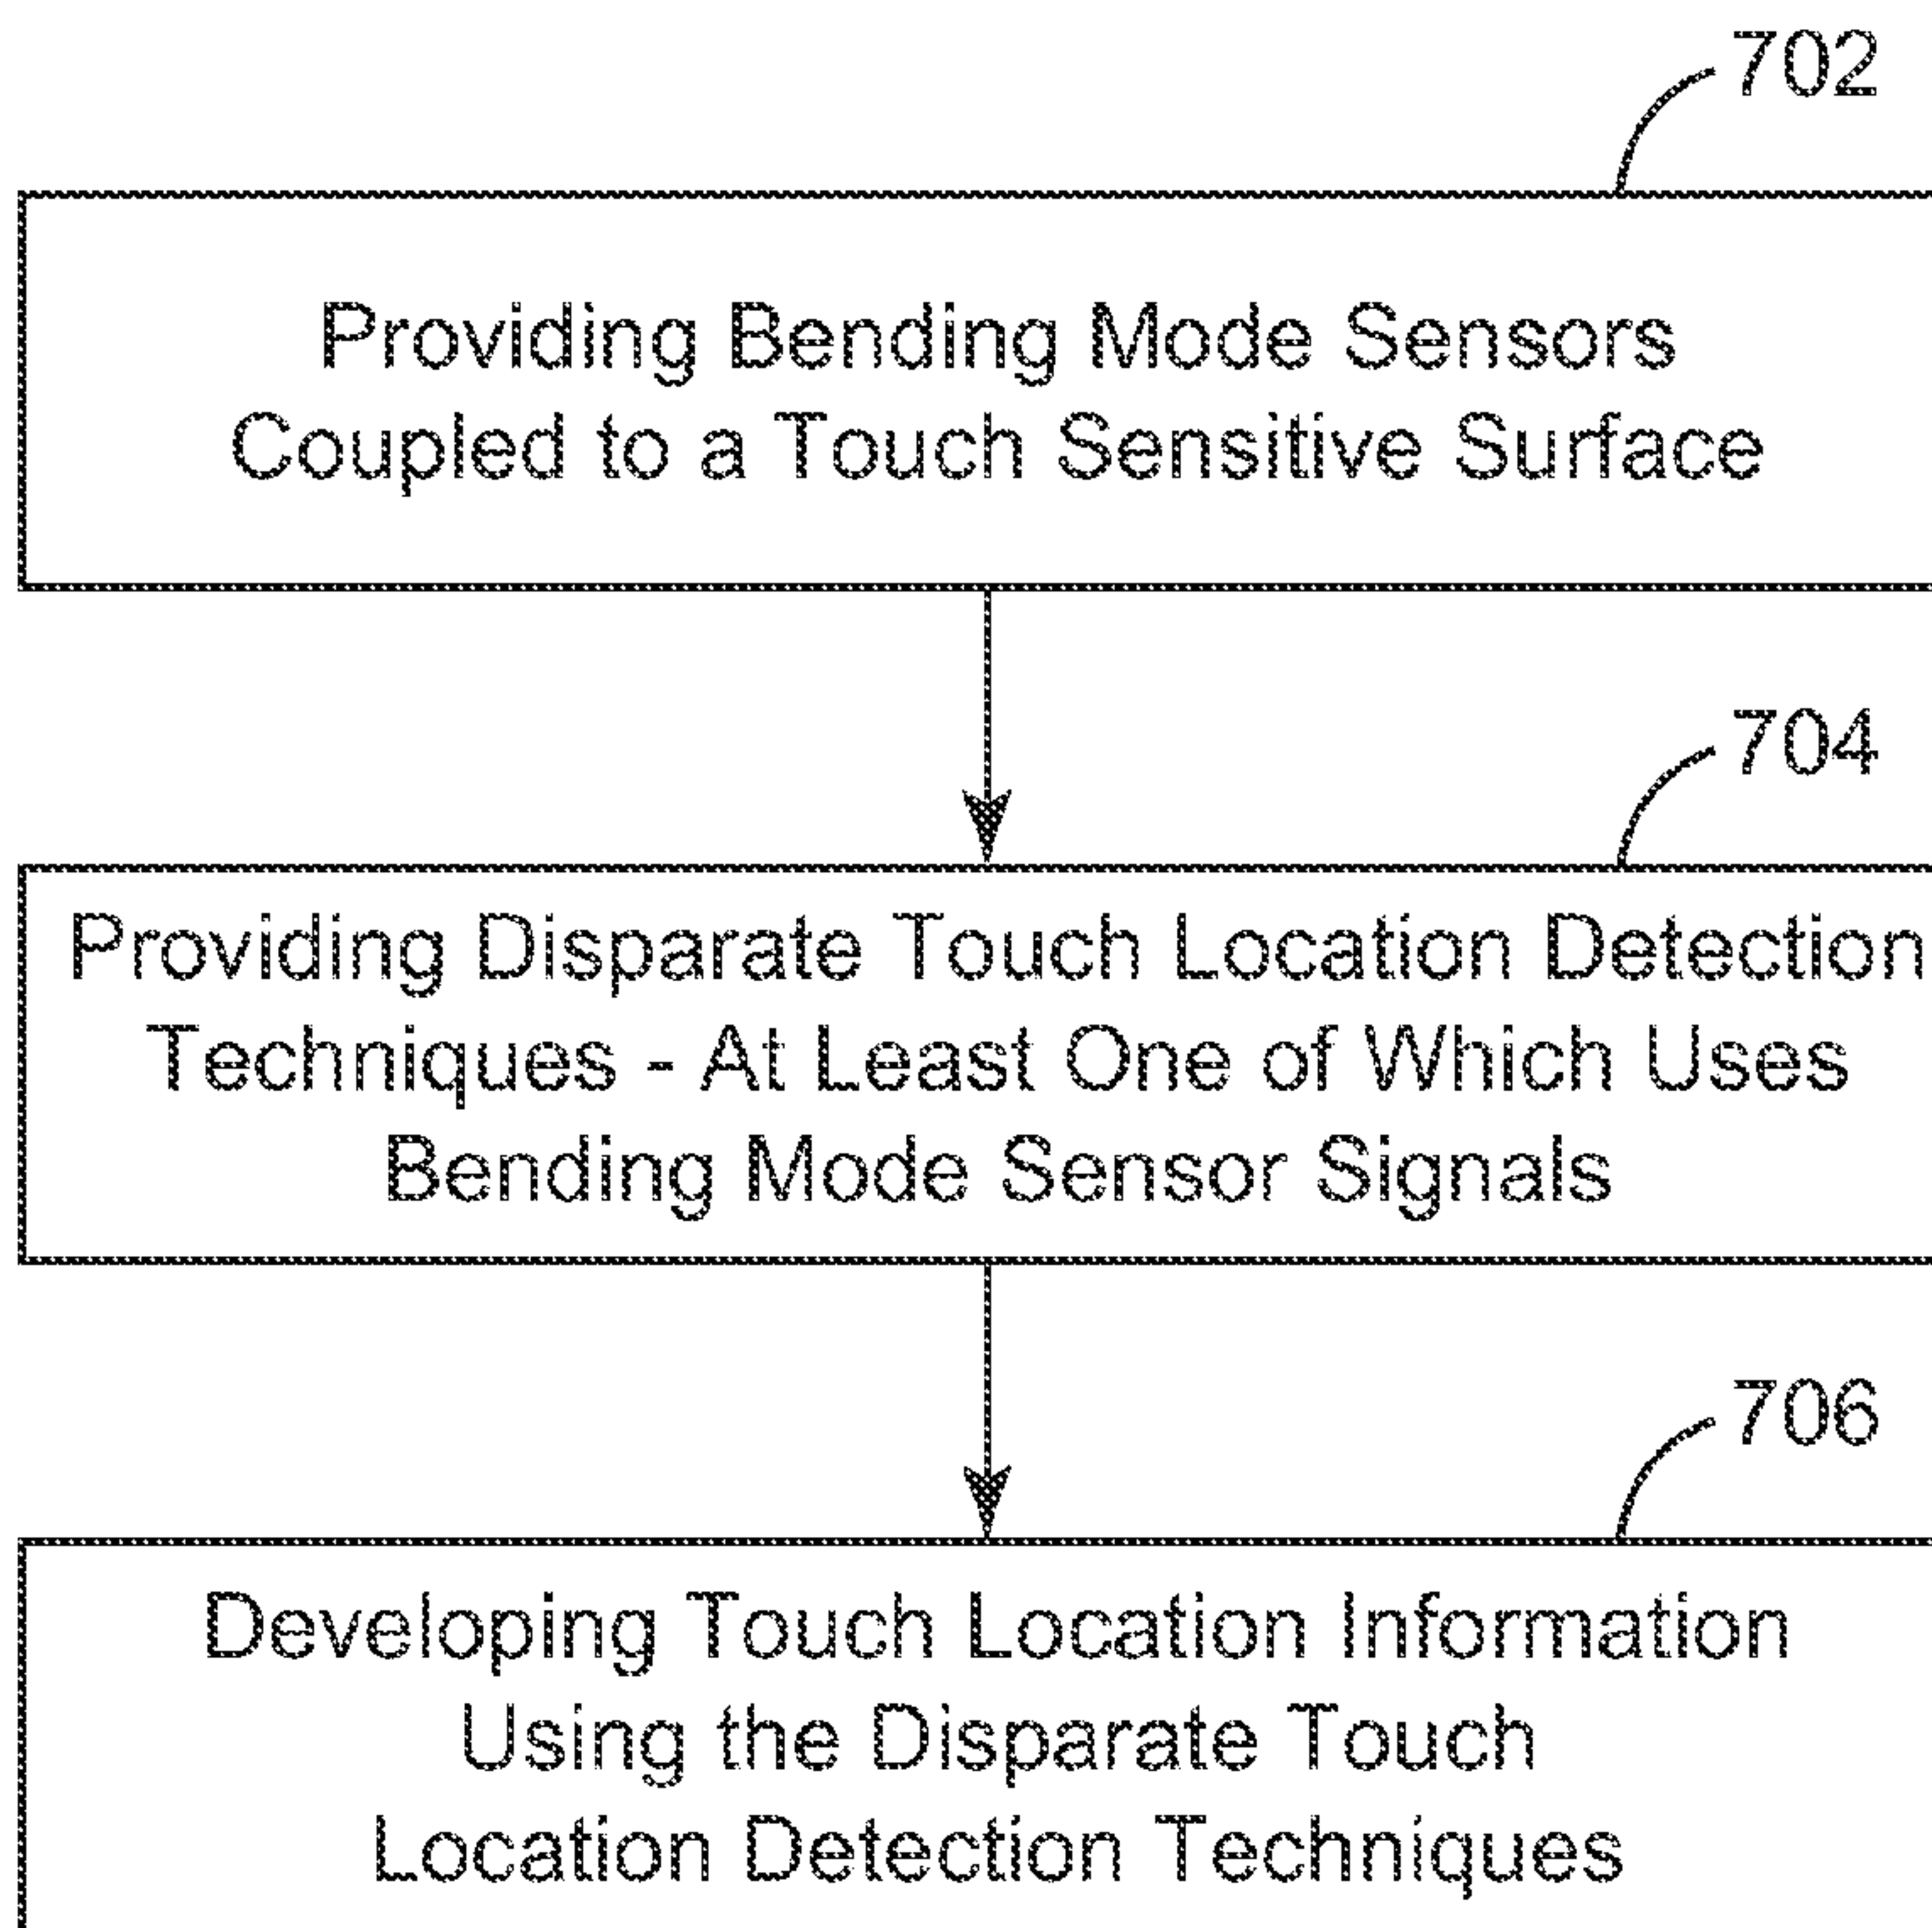 702
Providing Bending Mode Sensors
Coupled to a Touch Sensitive Surface
704
Providing Disparate Touch Location Detection
Techniques - At Least One of Which Uses
Bending Mode Sensor Signals
706
Developing Touch Location Information
Using the Disparate Touch
Location Detection Techniques